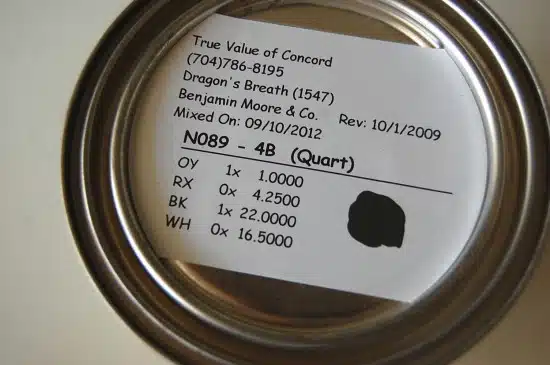 True Value of Concord
(704)786-8195
Dragon's Breath (1547)
Benjamin Moore & Co. Rev: 10/1/2009
Mixed On: 09/10/2012
N089 - 4B (Quart)
OY 1x 1.0000
RX 0x 4.2500
BK 1x 22.0000
WH 0x 16.5000